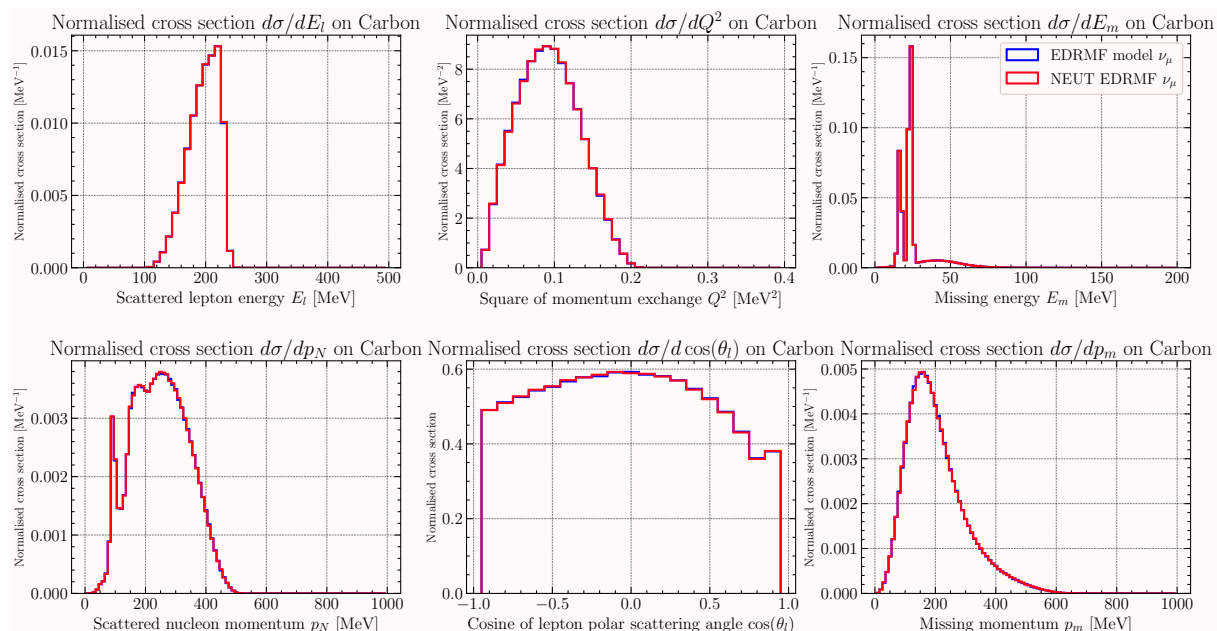 Normalised cross section dσ/dE_l on Carbon
Normalised cross section [MeV⁻¹]
0.015
0.010
0.005
0.000
0 100 200 300 400 500
Scattered lepton energy E_l [MeV]
Normalised cross section dσ/dQ² on Carbon
Normalised cross section [MeV⁻²]
8
6
4
2
0
0.0 0.1 0.2 0.3 0.4
Square of momentum exchange Q² [MeV²]
Normalised cross section dσ/dE_m on Carbon
Normalised cross section [MeV⁻¹]
EDRMF model ν_μ
NEUT EDRMF ν_μ
0.15
0.10
0.05
0.00
0 50 100 150 200
Missing energy E_m [MeV]
Normalised cross section dσ/dp_N on Carbon
Normalised cross section [MeV⁻¹]
0.003
0.002
0.001
0.000
0 200 400 600 800 1000
Scattered nucleon momentum p_N [MeV]
Normalised cross section dσ/d cos(θ_l) on Carbon
Normalised cross section
0.6
0.4
0.2
0.0
−1.0 −0.5 0.0 0.5 1.0
Cosine of lepton polar scattering angle cos(θ_l)
Normalised cross section dσ/dp_m on Carbon
Normalised cross section [MeV⁻¹]
0.005
0.004
0.003
0.002
0.001
0.000
0 200 400 600 800 1000
Missing momentum p_m [MeV]